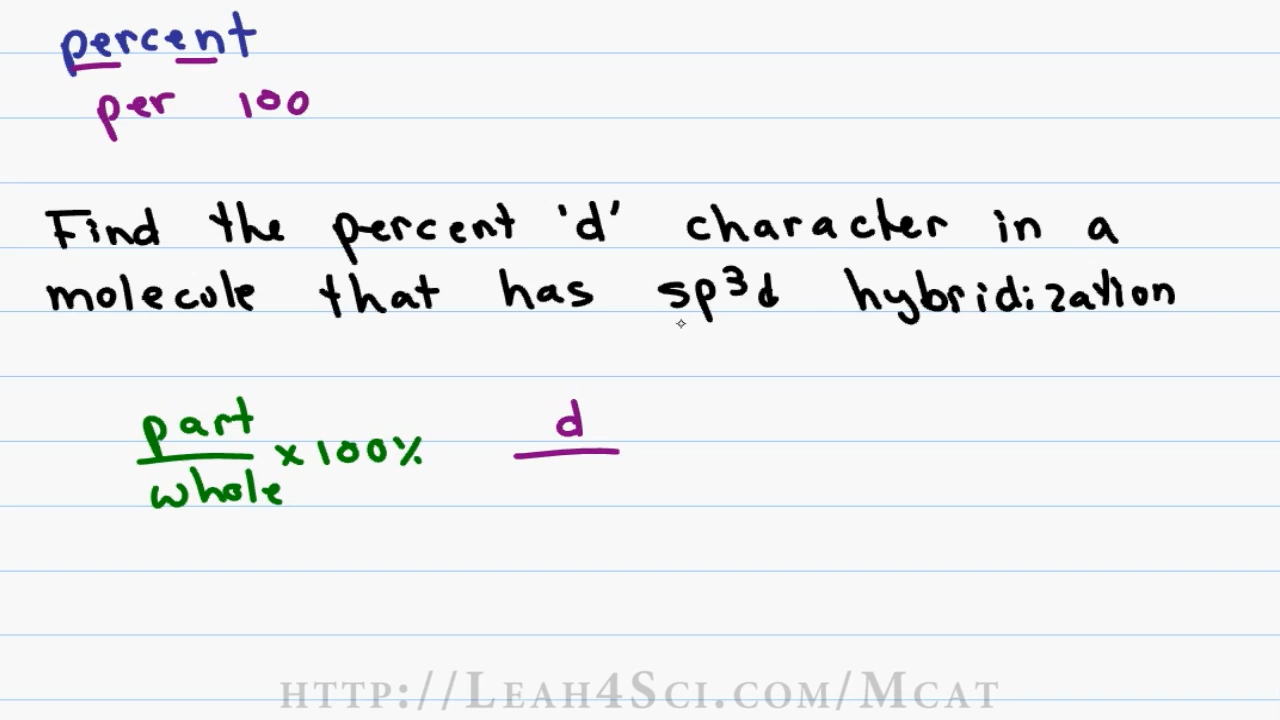 percent
per 100
Find the percent 'd' character in a
molecule that has sp³d hybridization
part
x 100%
whole
d
HTTP://LEAH4SCI.COM/MCAT